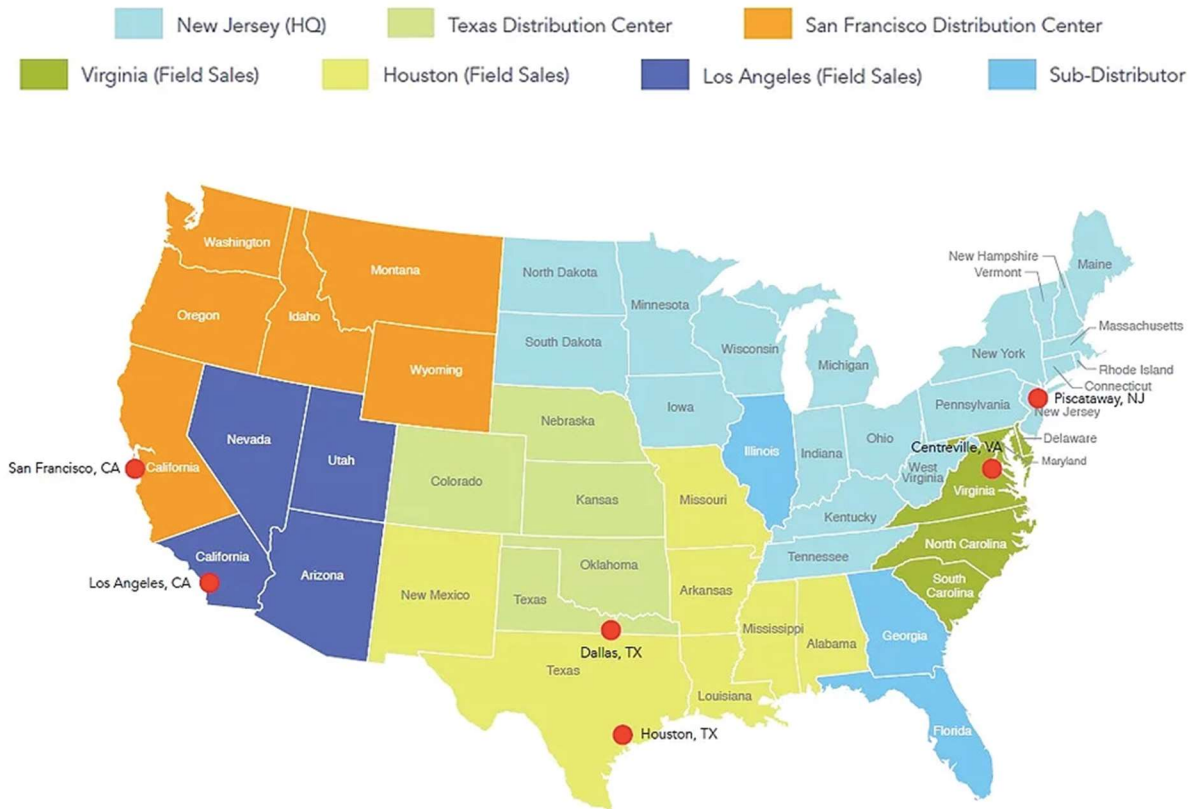 New Jersey (HQ)
Texas Distribution Center
San Francisco Distribution Center
Virginia (Field Sales)
Houston (Field Sales)
Los Angeles (Field Sales)
Sub-Distributor
Washington
Montana
North Dakota
Minnesota
New Hampshire
Vermont
Maine
Oregon
Idaho
South Dakota
Wisconsin
Michigan
New York
Massachusetts
Rhode Island
Connecticut
Wyoming
Iowa
Pennsylvania
Piscataway, NJ
New Jersey
Nebraska
Nevada
Utah
Illinois
Indiana
Ohio
Centreville, VA
Delaware
Maryland
San Francisco, CA
California
Colorado
Kansas
Missouri
West
Virginia
Virginia
Kentucky
California
Los Angeles, CA
Arizona
New Mexico
Oklahoma
Texas
Arkansas
Tennessee
North Carolina
South
Carolina
Dallas, TX
Texas
Mississippi
Alabama
Georgia
Louisiana
Houston, TX
Florida